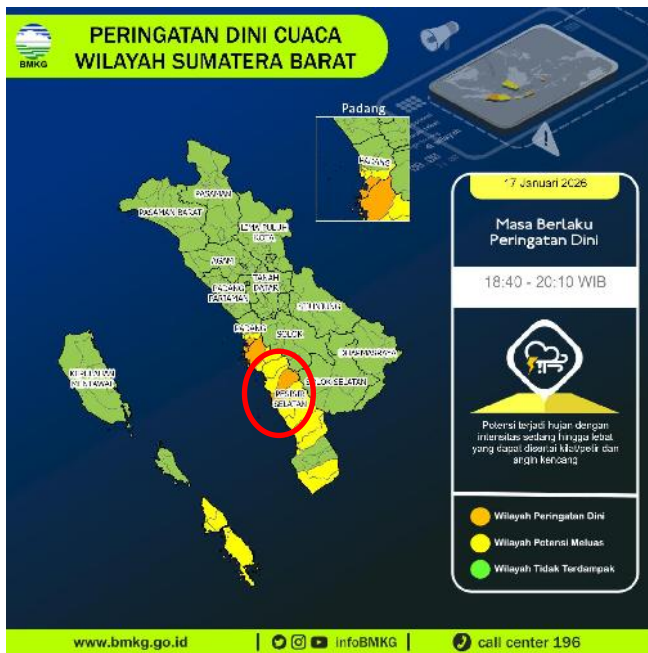 BMKG
PERINGATAN DINI CUACA
WILAYAH SUMATERA BARAT
Padang
PADANG
17 Januari 2026
Masa Berlaku
Peringatan Dini
18:40 - 20:10 WIB
PASAMAN
PASAMAN BARAT
LIMA PULUH
KOTA
AGAM
TANAH
DATAR
PADANG
PARIAMAN
SIJUNJUNG
PADANG
SOLOK
DHARMASRAYA
KEPULAUAN
MENTAWAI
SOLOK SELATAN
PESISIR
SELATAN
Potensi terjadi hujan dengan
intensitas sedang hingga lebat
yang dapat disertai kilat/petir dan
angin kencang
Wilayah Peringatan Dini
Wilayah Potensi Meluas
Wilayah Tidak Terdampak
www.bmkg.go.id
infoBMKG
call center 196